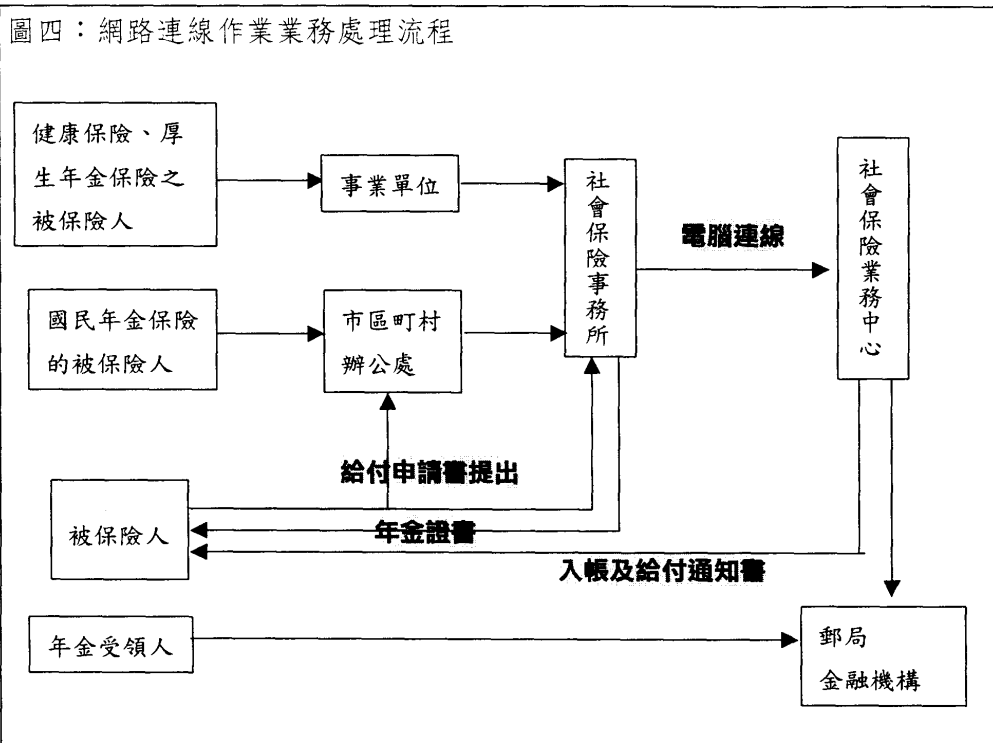 圖四：網路連線作業業務處理流程
健康保險、厚
生年金保險之
被保險人
事業單位
社會保險事務所
電腦連線
社會保險業務中心
國民年金保險
的被保險人
市區町村
辦公處
給付申請書提出
被保險人
年金證書
入帳及給付通知書
年金受領人
郵局
金融機構